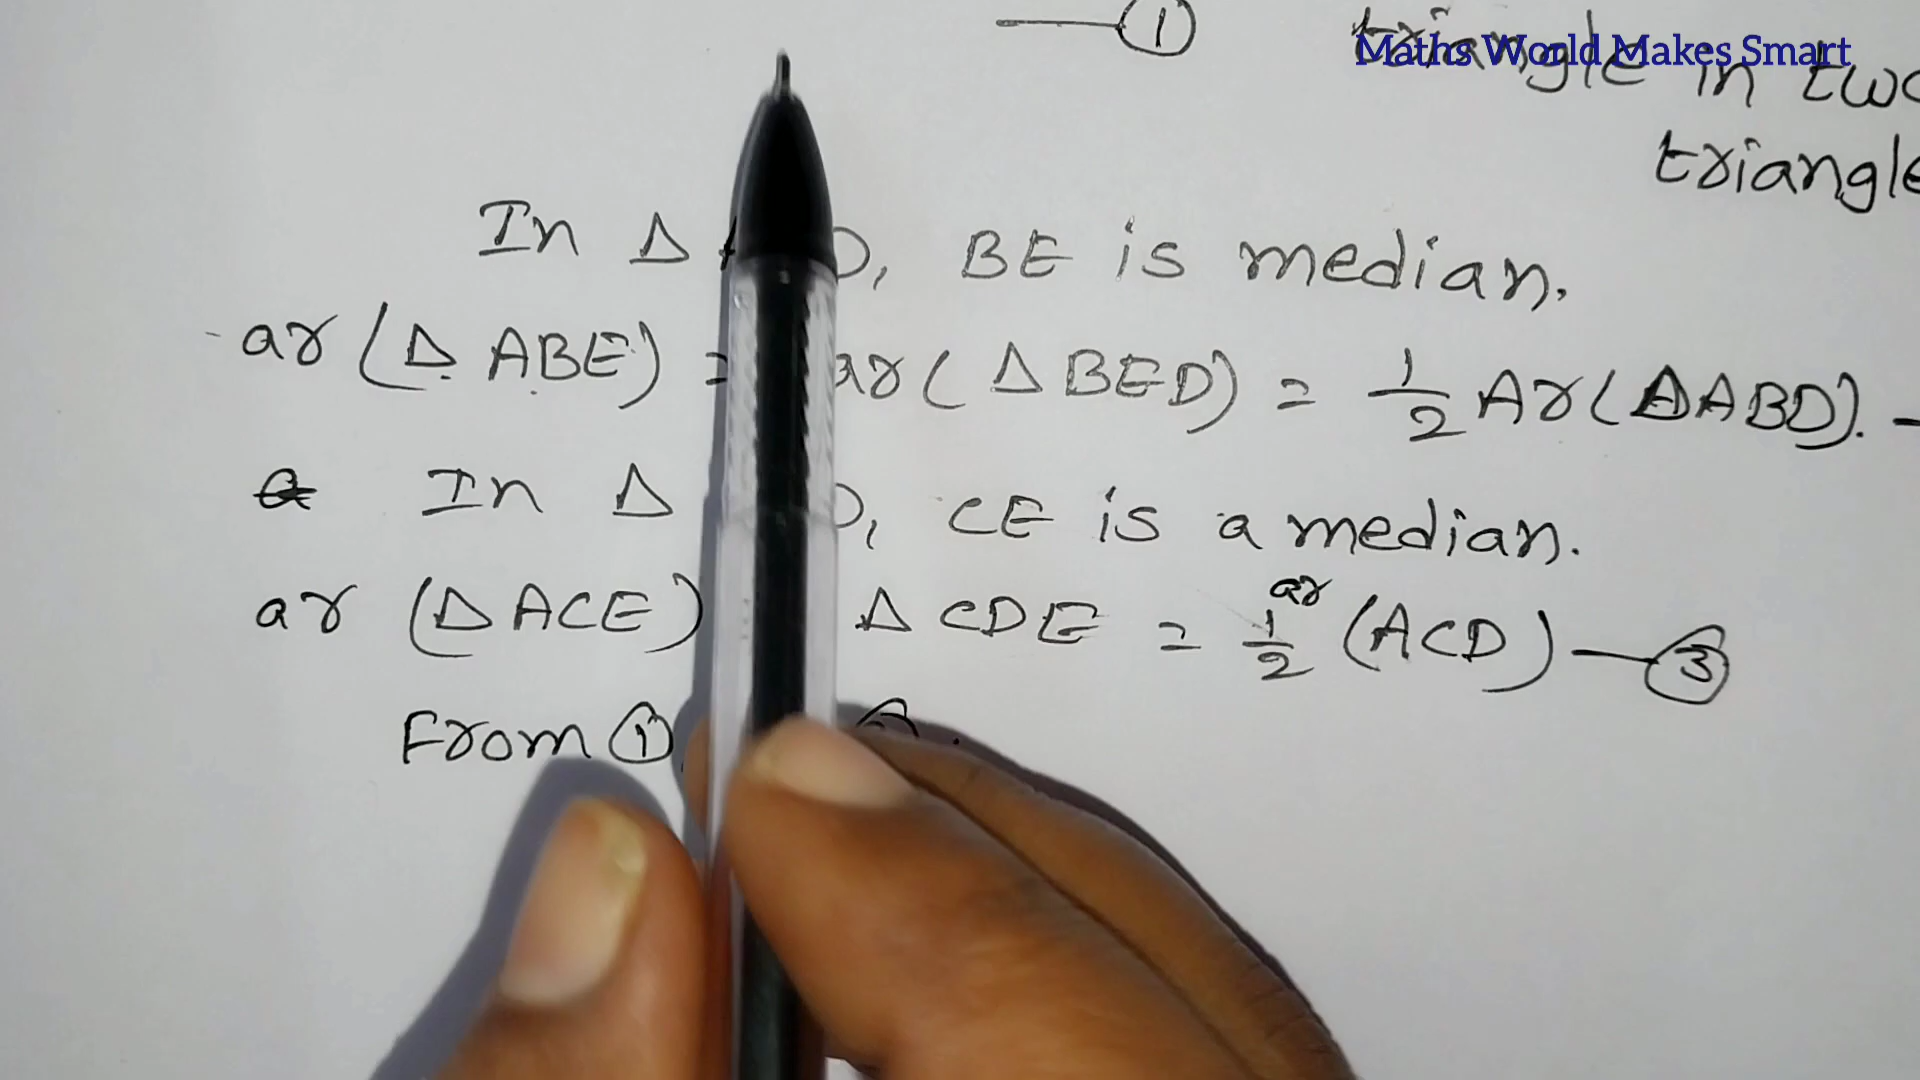 — ①
Maths World Makes Smart
triangle in two
triangle
In Δ D, BE is median.
ar (Δ ABE) = ar (Δ BED) = 1/2 Ar (ΔABD). —
In Δ D, CE is a median.
ar (Δ ACE) Δ CDE = 1/2 ar (ACD) — ③
From ①